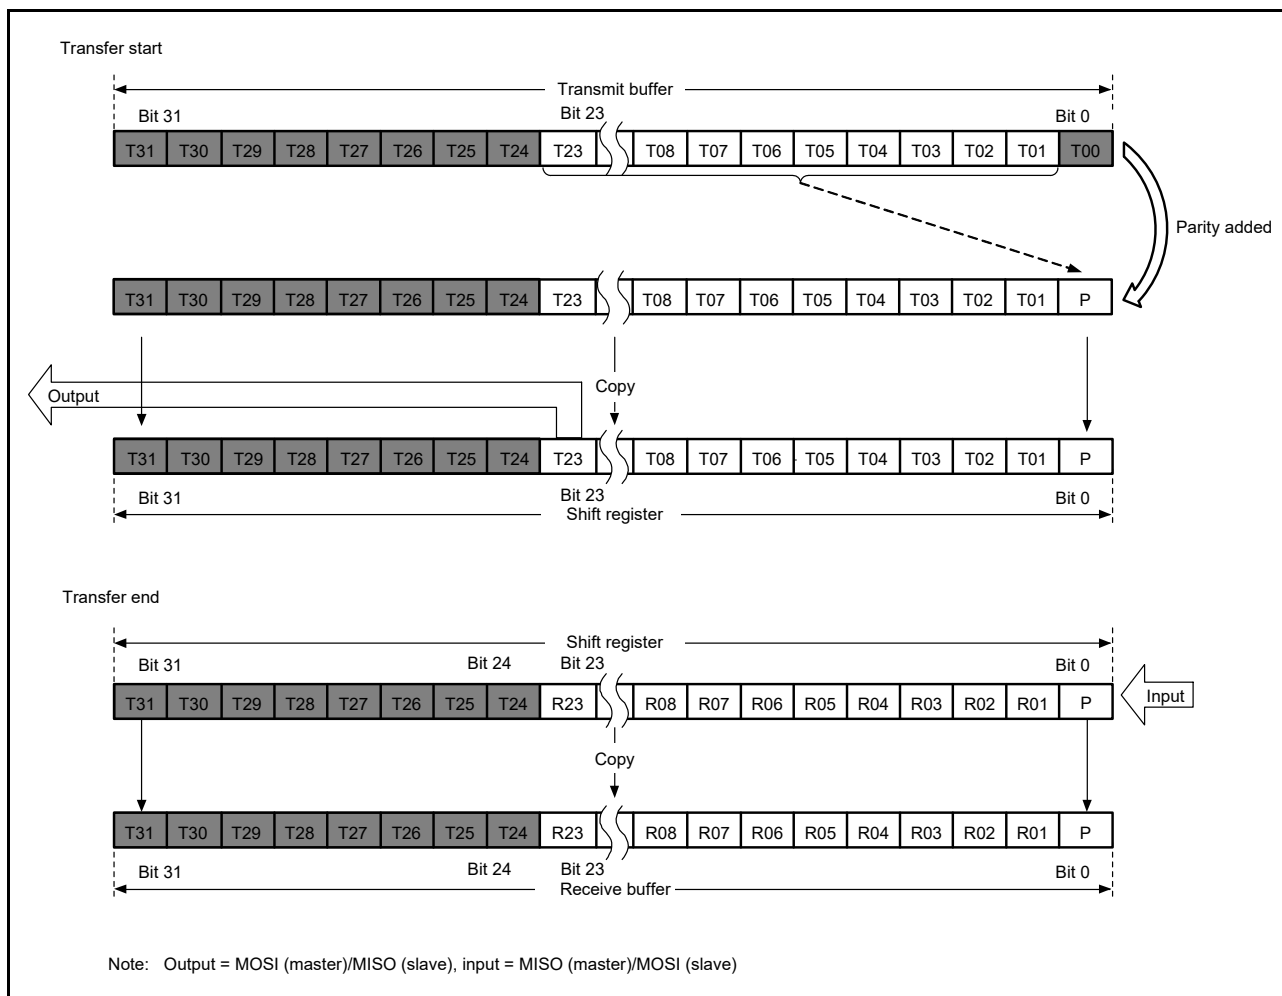 Transfer start
Transmit buffer
Bit 31 Bit 23 Bit 0
T31 T30 T29 T28 T27 T26 T25 T24 T23 T08 T07 T06 T05 T04 T03 T02 T01 T00
Parity added
T31 T30 T29 T28 T27 T26 T25 T24 T23 T08 T07 T06 T05 T04 T03 T02 T01 P
Output Copy
T31 T30 T29 T28 T27 T26 T25 T24 T23 T08 T07 T06 T05 T04 T03 T02 T01 P
Bit 31 Bit 23 Bit 0
Shift register
Transfer end
Shift register
Bit 31 Bit 24 Bit 23 Bit 0
T31 T30 T29 T28 T27 T26 T25 T24 R23 R08 R07 R06 R05 R04 R03 R02 R01 P Input
Copy
T31 T30 T29 T28 T27 T26 T25 T24 R23 R08 R07 R06 R05 R04 R03 R02 R01 P
Bit 31 Bit 24 Bit 23 Bit 0
Receive buffer
Note: Output = MOSI (master)/MISO (slave), input = MISO (master)/MOSI (slave)